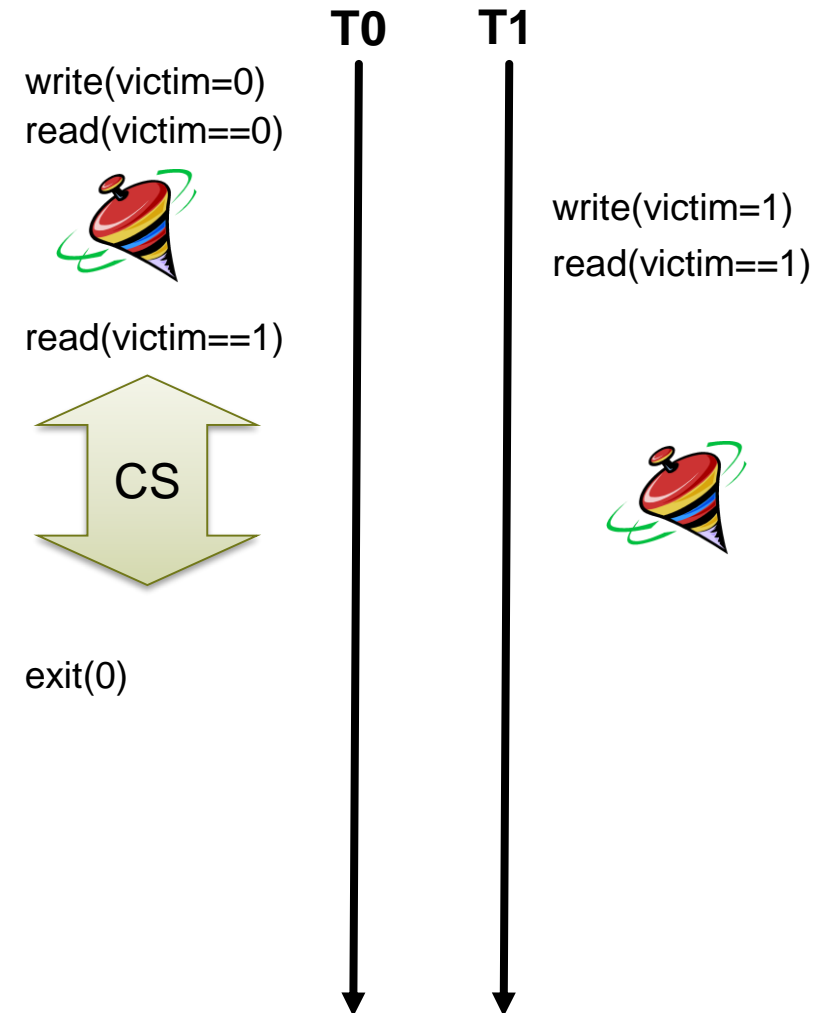 T0 T1
write(victim=0)
read(victim==0)
write(victim=1)
read(victim==1)
read(victim==1)
CS
exit(0)